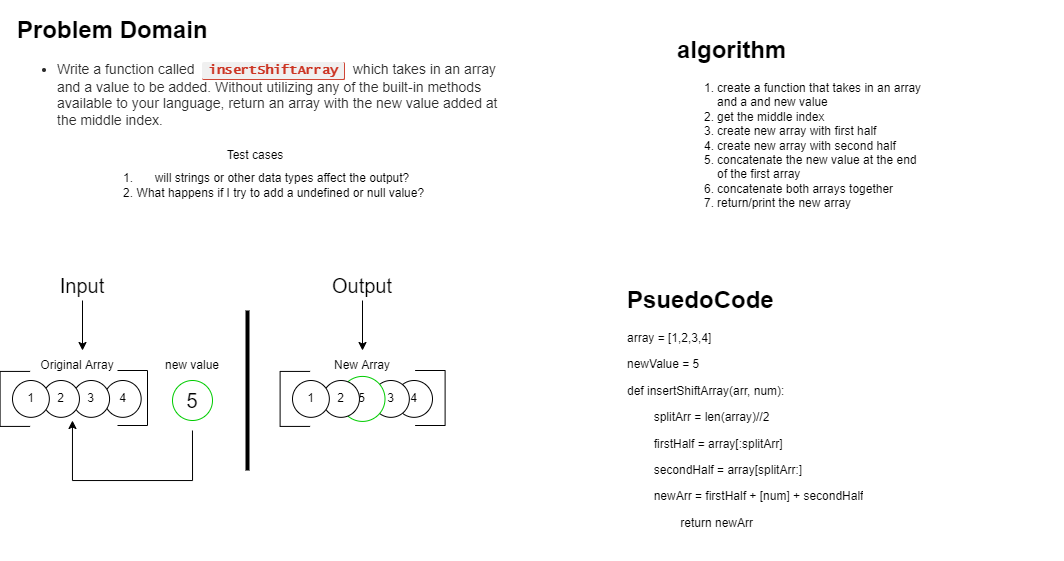 Problem Domain
• Write a function called insertShiftArray which takes in an array
and a value to be added. Without utilizing any of the built-in methods
available to your language, return an array with the new value added at
the middle index.
Test cases
1. will strings or other data types affect the output?
2. What happens if I try to add a undefined or null value?
algorithm
1. create a function that takes in an array
and a and new value
2. get the middle index
3. create new array with first half
4. create new array with second half
5. concatenate the new value at the end
of the first array
6. concatenate both arrays together
7. return/print the new array
Input
Original Array
1 2 3 4
new value
5
Output
New Array
1 2 5 3 4
PsuedoCode
array = [1,2,3,4]
newValue = 5
def insertShiftArray(arr, num):
splitArr = len(array)//2
firstHalf = array[:splitArr]
secondHalf = array[splitArr:]
newArr = firstHalf + [num] + secondHalf
return newArr